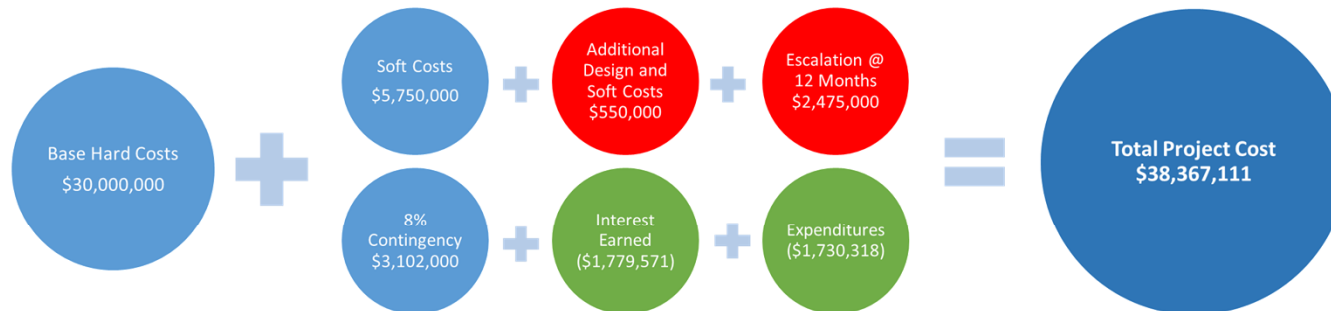 Base Hard Costs
$30,000,000
Soft Costs
$5,750,000
Additional
Design and
Soft Costs
$550,000
Escalation @
12 Months
$2,475,000
8%
Contingency
$3,102,000
Interest
Earned
($1,779,571)
Expenditures
($1,730,318)
Total Project Cost
$38,367,111